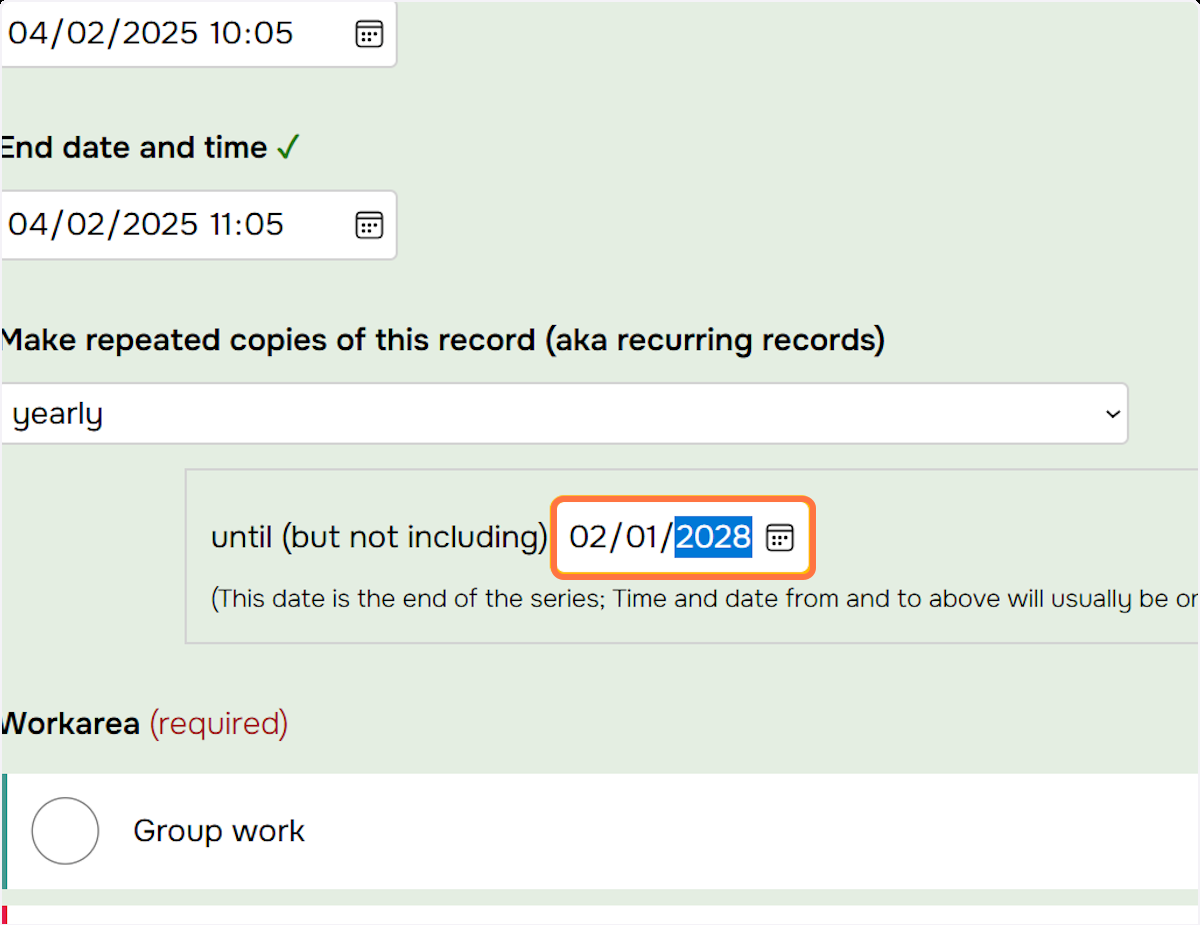 04/02/2025 10:05
End date and time ✓
04/02/2025 11:05
Make repeated copies of this record (aka recurring records)
yearly
until (but not including) 02/01/2028
(This date is the end of the series; Time and date from and to above will usually be
Workarea (required)
Group work